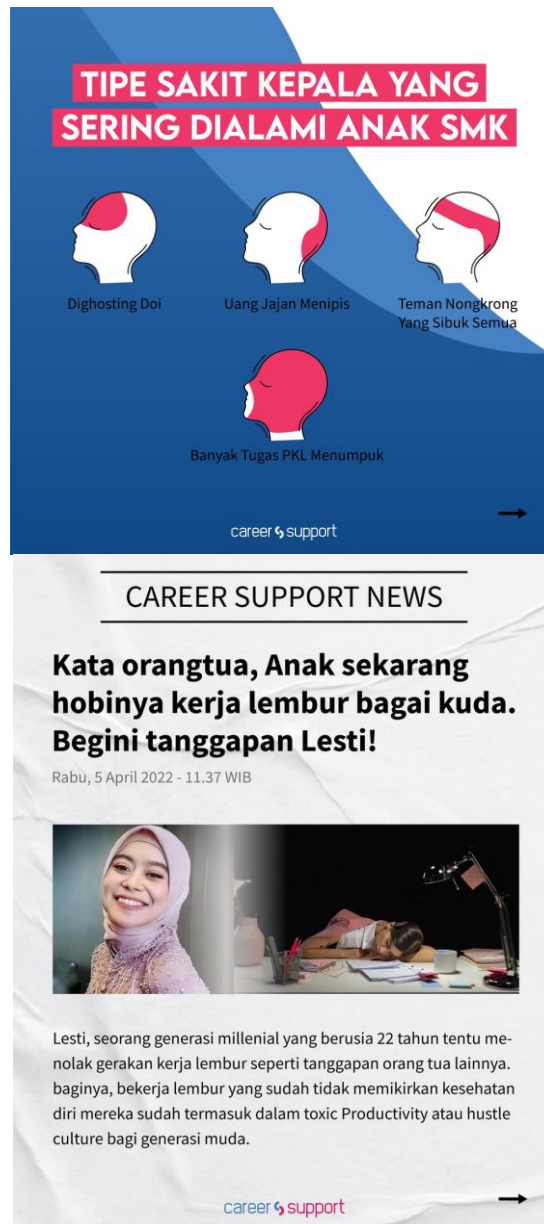 TIPE SAKIT KEPALA YANG
SERING DIALAMI ANAK SMK
Dighosting Doi
Uang Jajan Menipis
Teman Nongkrong
Yang Sibuk Semua
Banyak Tugas PKL Menumpuk
career support
CAREER SUPPORT NEWS
Kata orangtua, Anak sekarang
hobinya kerja lembur bagai kuda.
Begini tanggapan Lesti!
Rabu, 5 April 2022 - 11.37 WIB
Lesti, seorang generasi millenial yang berusia 22 tahun tentu me-
nolak gerakan kerja lembur seperti tanggapan orang tua lainnya.
baginya, bekerja lembur yang sudah tidak memikirkan kesehatan
diri mereka sudah termasuk dalam toxic Productivity atau hustle
culture bagi generasi muda.
career support